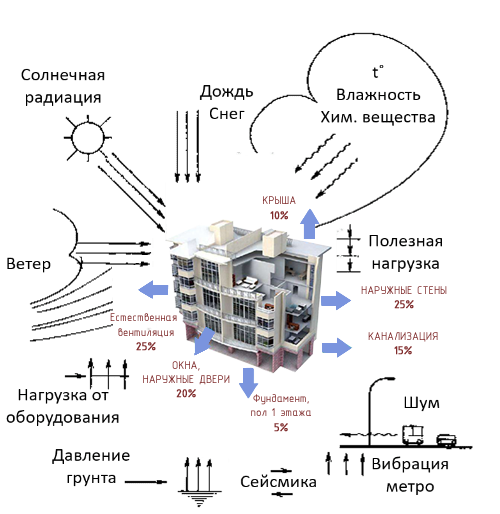 Солнечная
радиация
Дождь
Снег
t°
Влажность
Хим. вещества
КРЫША
10%
Ветер
Полезная
нагрузка
НАРУЖНЫЕ СТЕНЫ
25%
Естественная
вентиляция
25%
КАНАЛИЗАЦИЯ
15%
ОКНА,
НАРУЖНЫЕ ДВЕРИ
20%
Фундамент,
пол 1 этажа
5%
Нагрузка от
оборудования
Шум
Давление
грунта
Сейсмика
Вибрация
метро